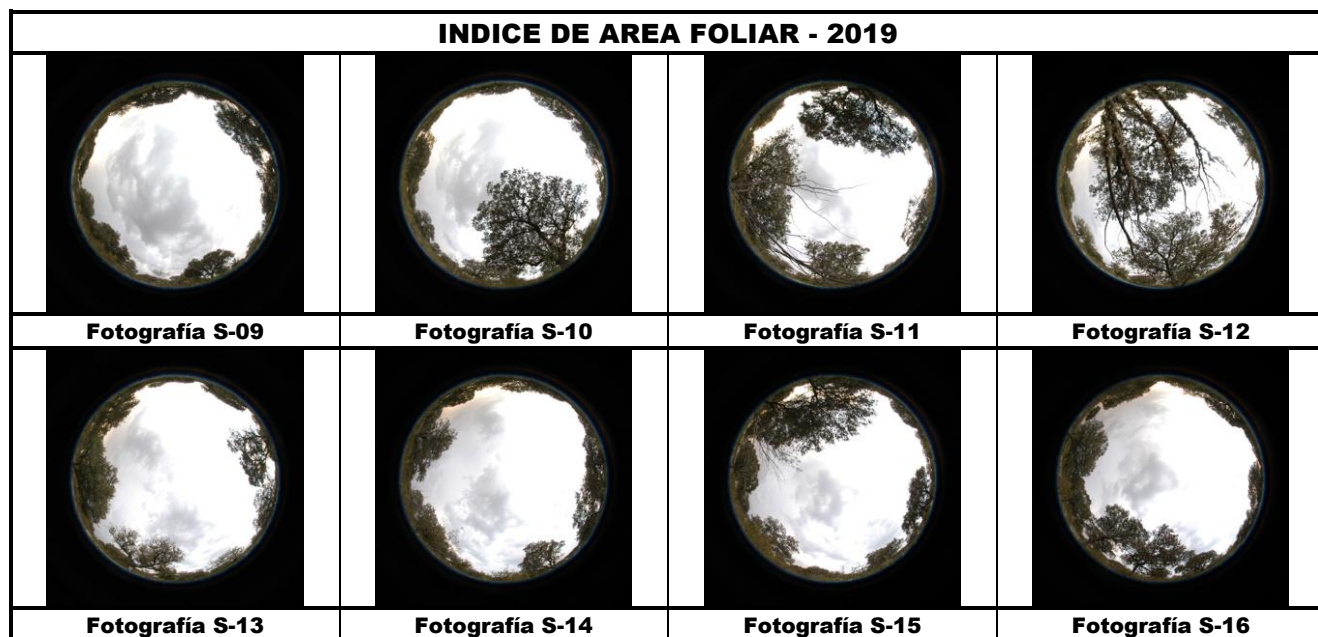 INDICE DE AREA FOLIAR - 2019
Fotografía S-09 Fotografía S-10 Fotografía S-11 Fotografía S-12
Fotografía S-13 Fotografía S-14 Fotografía S-15 Fotografía S-16